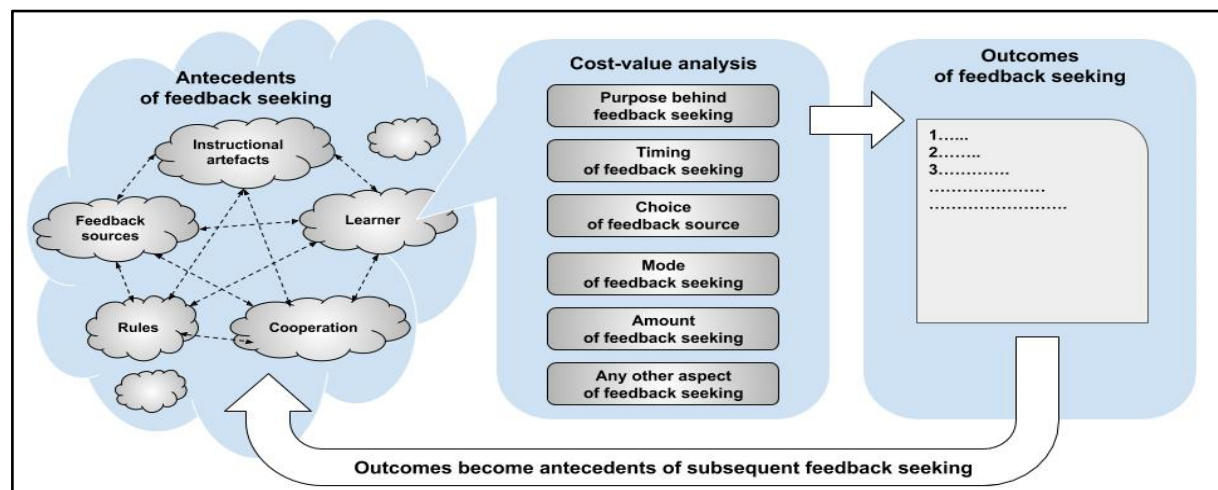 Antecedents
of feedback seeking
Instructional
artefacts
Feedback
sources
Learner
Rules
Cooperation
Cost-value analysis
Purpose behind
feedback seeking
Timing
of feedback seeking
Choice
of feedback source
Mode
of feedback seeking
Amount
of feedback seeking
Any other aspect
of feedback seeking
Outcomes
of feedback seeking
1......
2........
3.............
......................
..........................
Outcomes become antecedents of subsequent feedback seeking